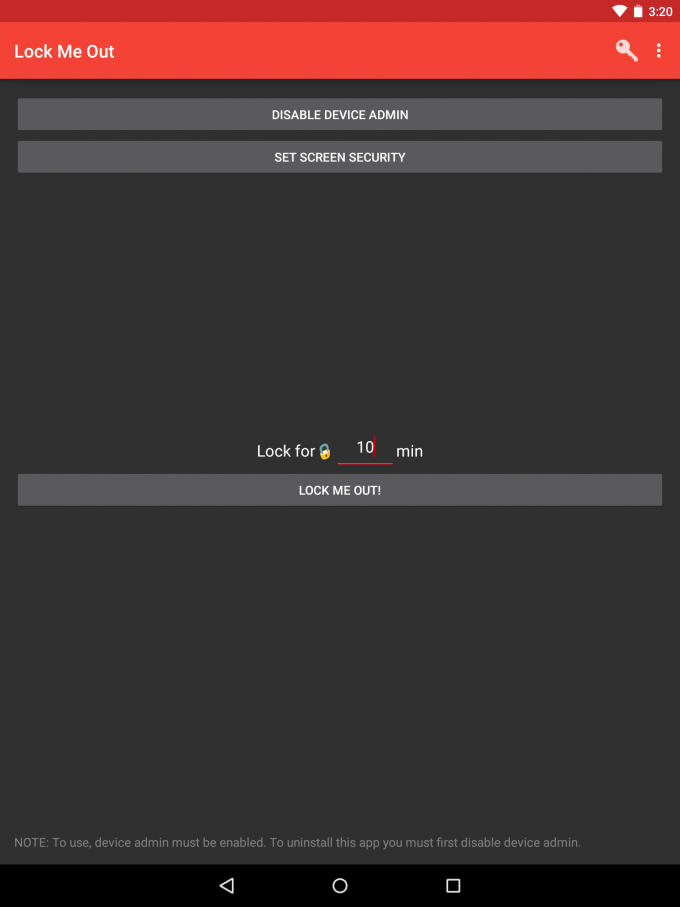 3:20
Lock Me Out
DISABLE DEVICE ADMIN
SET SCREEN SECURITY
Lock for 10 min
LOCK ME OUT!
NOTE: To use, device admin must be enabled. To uninstall this app you must first disable device admin.